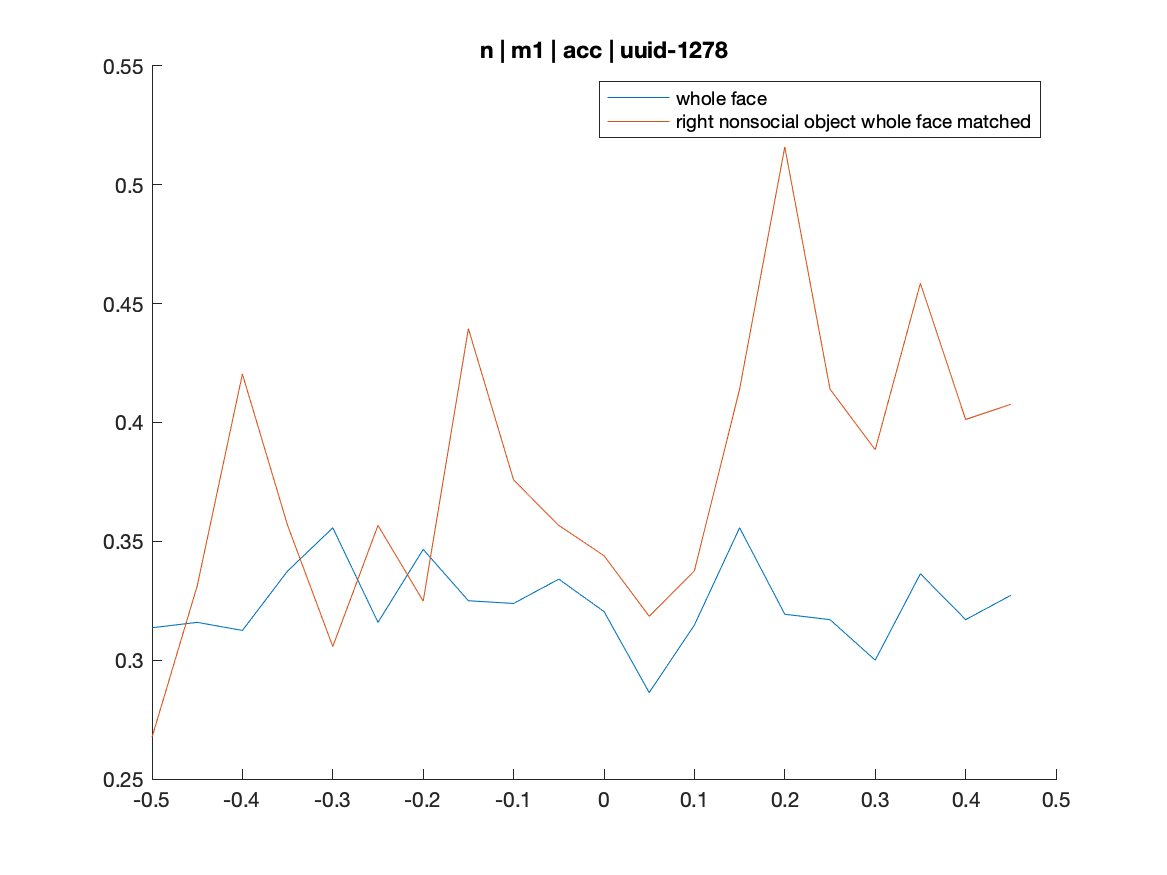 n | m1 | acc | uuid-1278
whole face
right nonsocial object whole face matched
0.55
0.5
0.45
0.4
0.35
0.3
0.25
-0.5 -0.4 -0.3 -0.2 -0.1 0 0.1 0.2 0.3 0.4 0.5